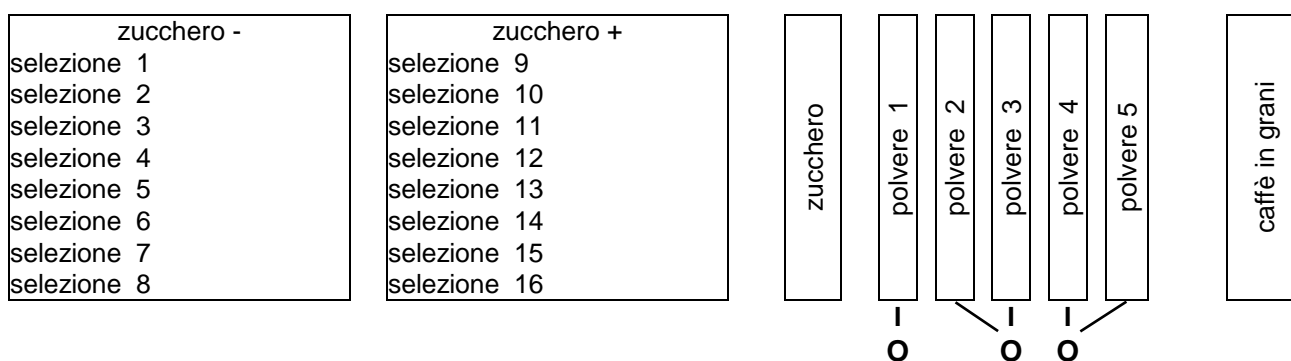 zucchero -
selezione 1
selezione 2
selezione 3
selezione 4
selezione 5
selezione 6
selezione 7
selezione 8
zucchero +
selezione 9
selezione 10
selezione 11
selezione 12
selezione 13
selezione 14
selezione 15
selezione 16
zucchero
polvere 1
polvere 2
polvere 3
polvere 4
polvere 5
caffè in grani
I I I
O O O